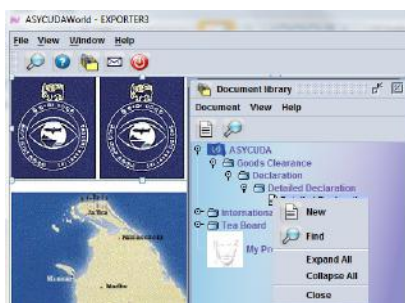 ASYCUDAWorld - EXPORTER3
File View Window Help
Document library
Document View Help
ASYCUDA
Goods Clearance
Declaration
Detailed Declaration
New
International
Tea Board
Find
My Pr
Expand All
Collapse All
Close
Jaffna